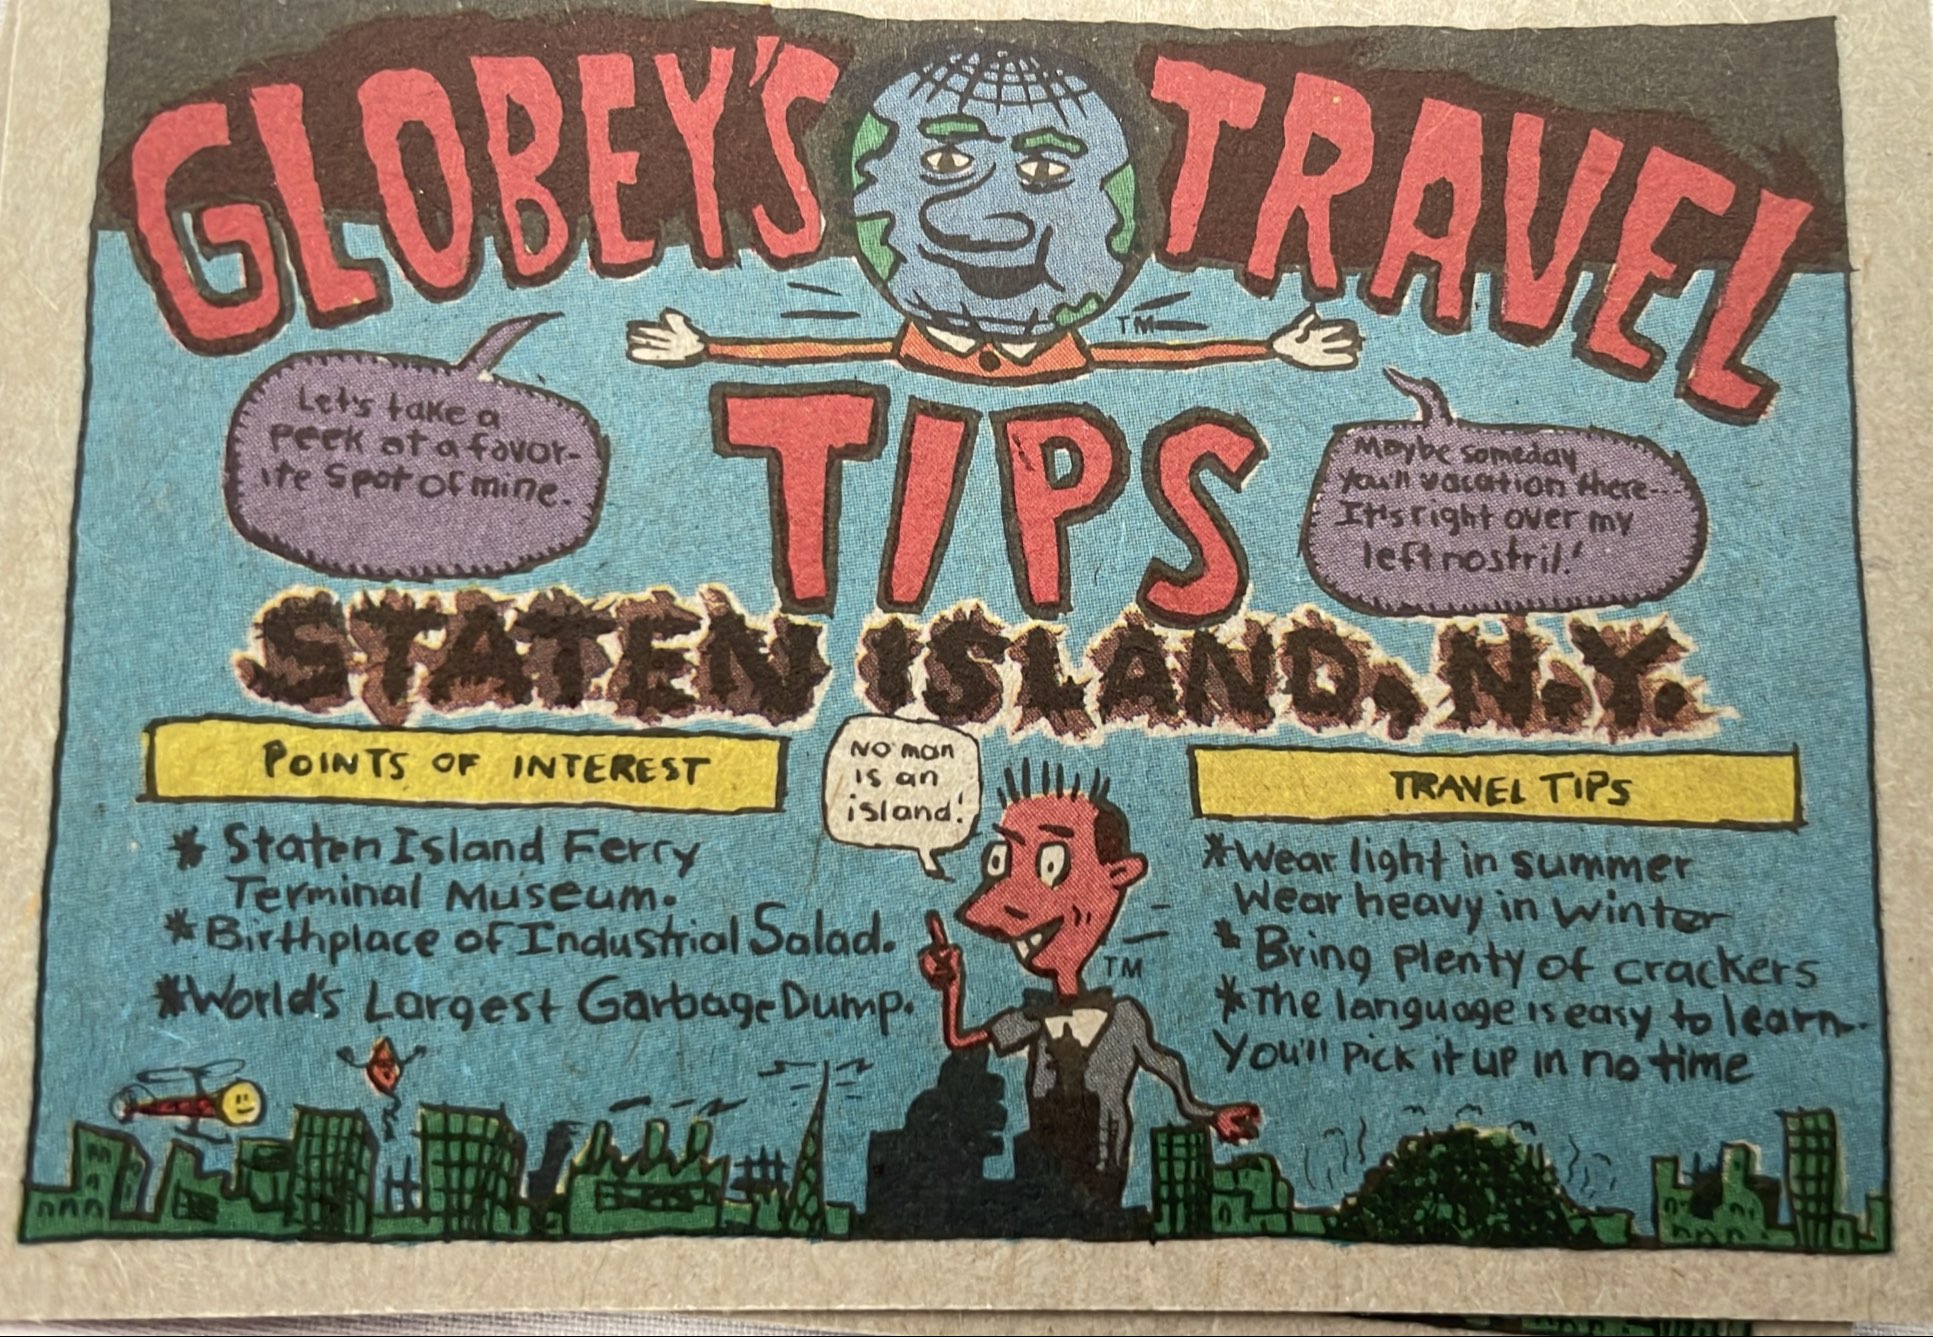 GLOBEY'S TRAVEL
TM
TIPS
Let's take a
peek at a favor-
ite spot of mine.
Maybe someday
you'll vacation there---
It's right over my
left nostril!
STATEN ISLAND, N.Y.
POINTS OF INTEREST
* Staten Island Ferry
Terminal Museum.
* Birthplace of Industrial Salad.
* World's Largest Garbage Dump.
No man
is an
island!
TM
TRAVEL TIPS
* Wear light in summer
Wear heavy in winter
* Bring plenty of crackers
* The language is easy to learn--
You'll pick it up in no time